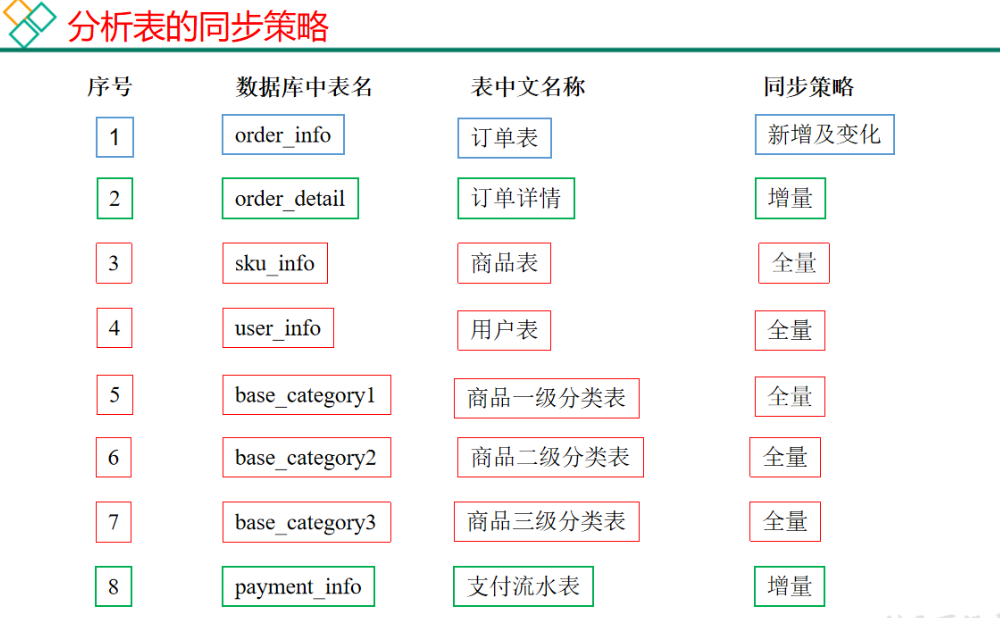 分析表的同步策略
序号 数据库中表名 表中文名称 同步策略
1 order_info 订单表 新增及变化
2 order_detail 订单详情 增量
3 sku_info 商品表 全量
4 user_info 用户表 全量
5 base_category1 商品一级分类表 全量
6 base_category2 商品二级分类表 全量
7 base_category3 商品三级分类表 全量
8 payment_info 支付流水表 增量